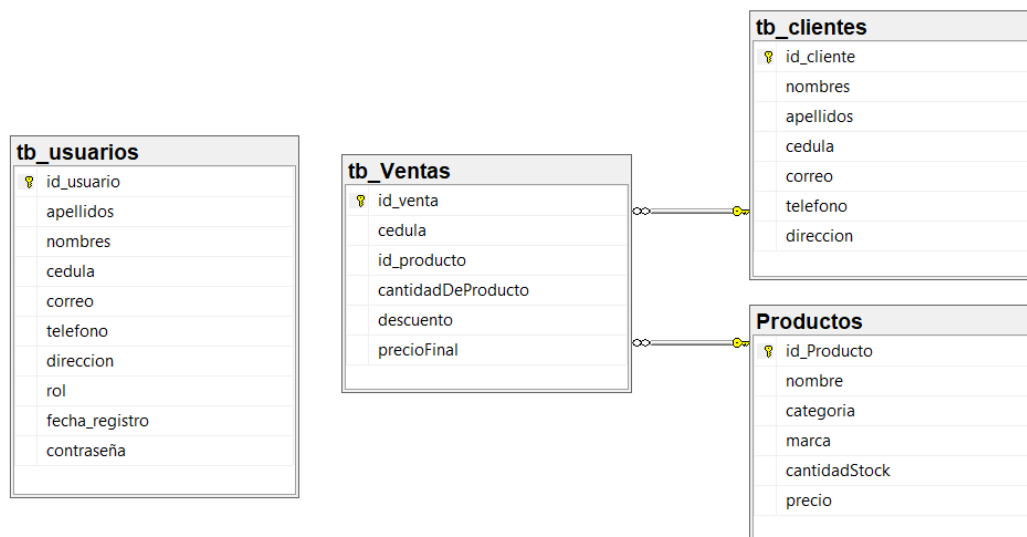 tb_usuarios
id_usuario
apellidos
nombres
cedula
correo
telefono
direccion
rol
fecha_registro
contraseña
tb_Ventas
id_venta
cedula
id_producto
cantidadDeProducto
descuento
precioFinal
tb_clientes
id_cliente
nombres
apellidos
cedula
correo
telefono
direccion
Productos
id_Producto
nombre
categoria
marca
cantidadStock
precio